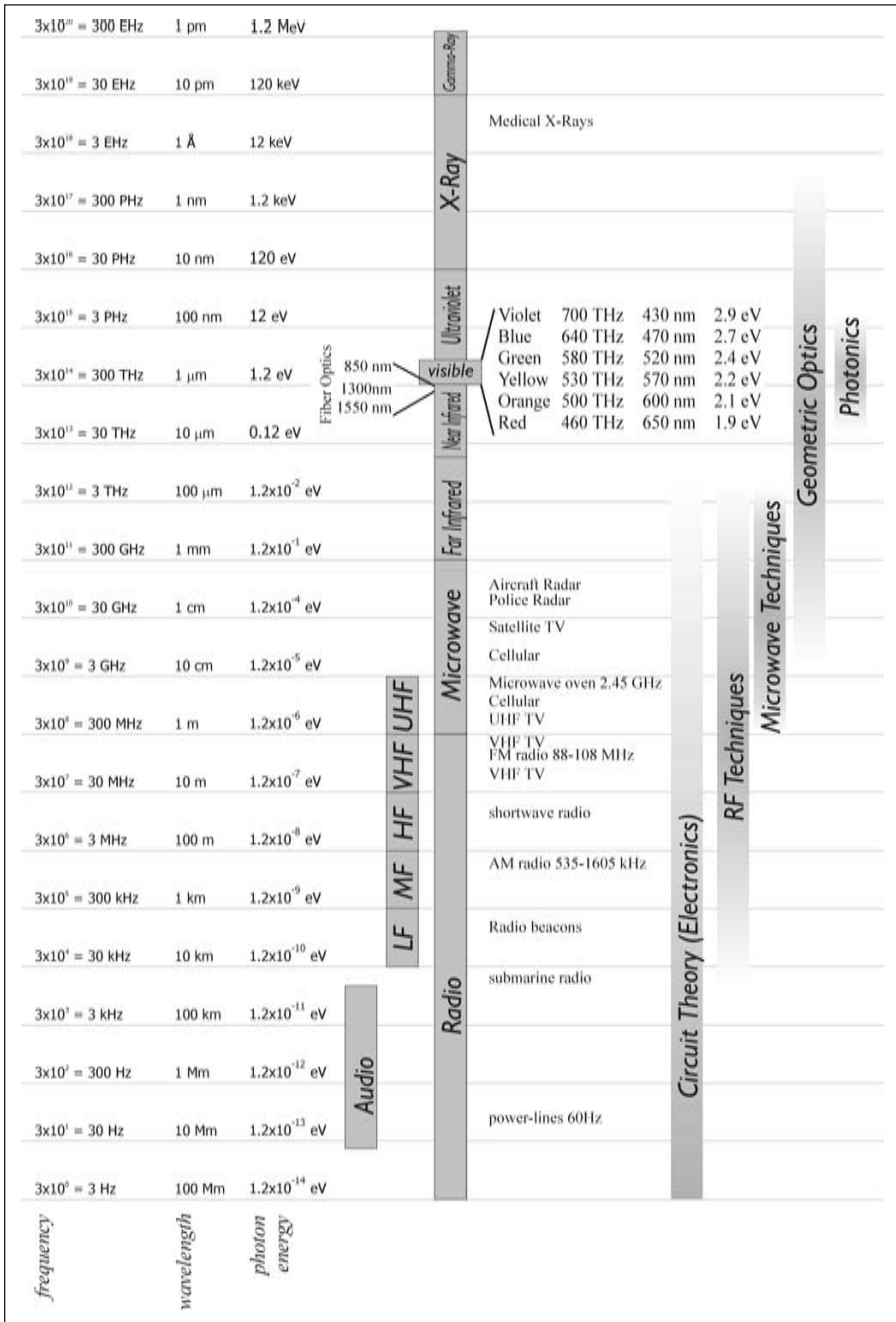 3x10²⁰ = 300 EHz 1 pm 1.2 MeV
Gamma-Ray
3x10¹⁹ = 30 EHz 10 pm 120 keV
Medical X-Rays
3x10¹⁸ = 3 EHz 1 Å 12 keV
X-Ray
3x10¹⁷ = 300 PHz 1 nm 1.2 keV
3x10¹⁶ = 30 PHz 10 nm 120 eV
Ultraviolet
3x10¹⁵ = 3 PHz 100 nm 12 eV
Violet 700 THz 430 nm 2.9 eV
Blue 640 THz 470 nm 2.7 eV
Green 580 THz 520 nm 2.4 eV
Yellow 530 THz 570 nm 2.2 eV
Orange 500 THz 600 nm 2.1 eV
Red 460 THz 650 nm 1.9 eV
Fiber Optics
850 nm
1300nm
1550 nm
visible
3x10¹⁴ = 300 THz 1 μm 1.2 eV
Near Infrared
3x10¹³ = 30 THz 10 μm 0.12 eV
Geometric Optics
Photonics
3x10¹² = 3 THz 100 μm 1.2x10⁻² eV
Far Infrared
3x10¹¹ = 300 GHz 1 mm 1.2x10⁻¹ eV
Aircraft Radar
Police Radar
3x10¹⁰ = 30 GHz 1 cm 1.2x10⁻⁴ eV
Satellite TV
Microwave
Cellular
3x10⁹ = 3 GHz 10 cm 1.2x10⁻⁵ eV
Microwave oven 2.45 GHz
Cellular
UHF TV
UHF
3x10⁸ = 300 MHz 1 m 1.2x10⁻⁶ eV
Microwave Techniques
VHF TV
FM radio 88-108 MHz
VHF TV
VHF
3x10⁷ = 30 MHz 10 m 1.2x10⁻⁷ eV
RF Techniques
shortwave radio
HF
3x10⁶ = 3 MHz 100 m 1.2x10⁻⁸ eV
AM radio 535-1605 kHz
MF
3x10⁵ = 300 kHz 1 km 1.2x10⁻⁹ eV
Radio beacons
LF
3x10⁴ = 30 kHz 10 km 1.2x10⁻¹⁰ eV
submarine radio
Circuit Theory (Electronics)
Radio
3x10³ = 3 kHz 100 km 1.2x10⁻¹¹ eV
Audio
3x10² = 300 Hz 1 Mm 1.2x10⁻¹² eV
power-lines 60Hz
3x10¹ = 30 Hz 10 Mm 1.2x10⁻¹³ eV
3x10⁰ = 3 Hz 100 Mm 1.2x10⁻¹⁴ eV
frequency
wavelength
photon
energy